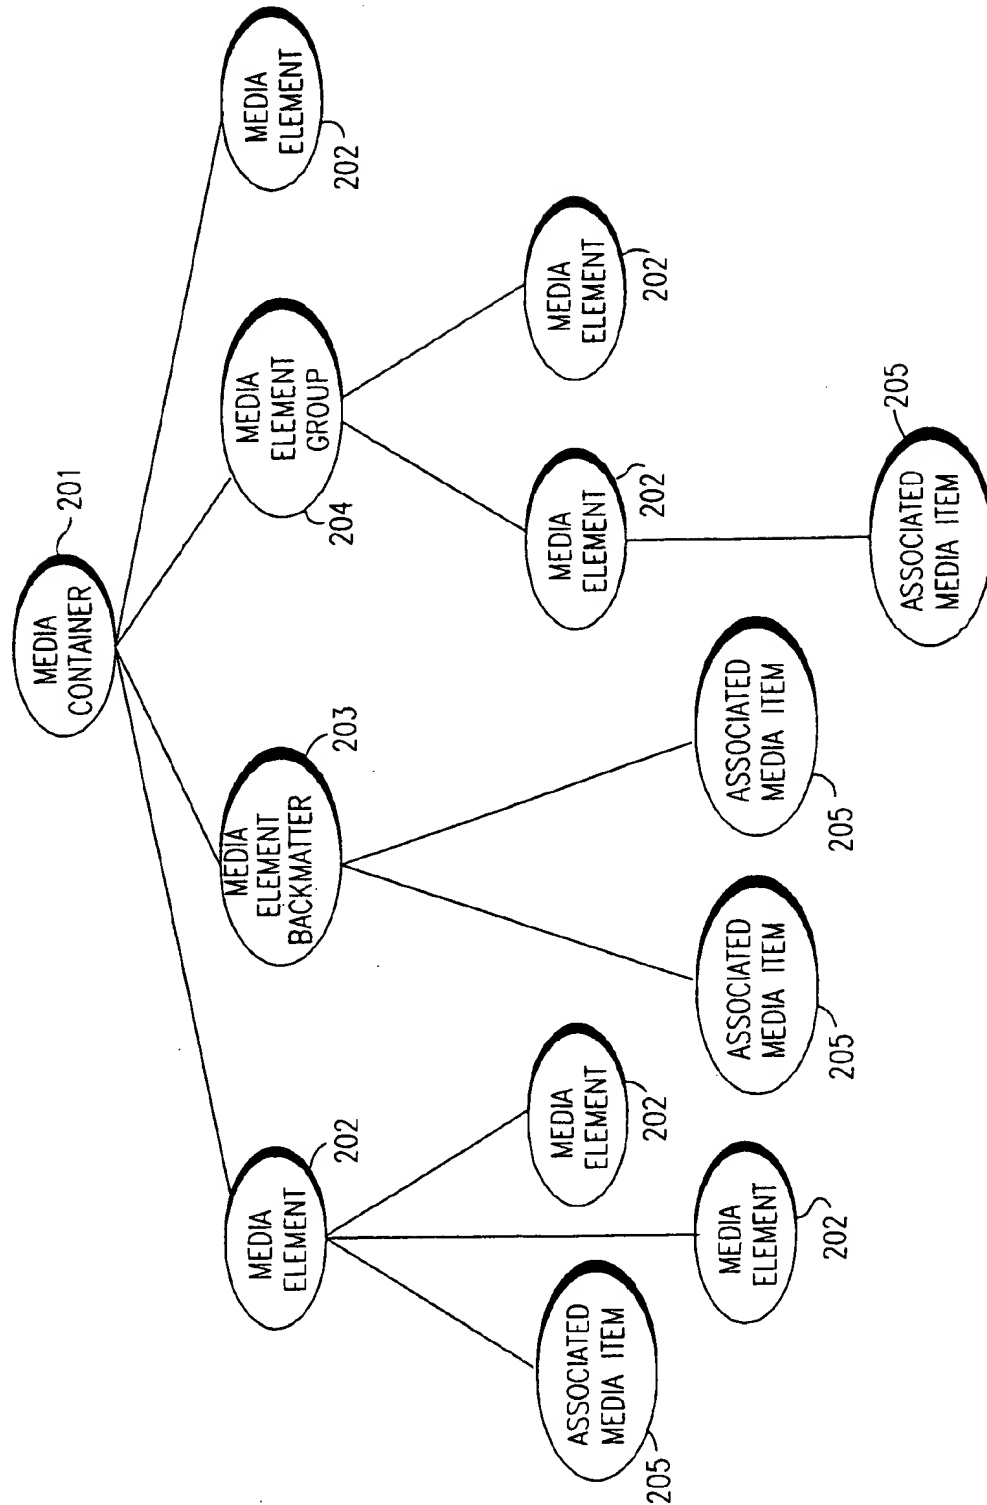 MEDIA
CONTAINER
201
MEDIA
ELEMENT
202
MEDIA
ELEMENT
BACKMATTER
203
MEDIA
ELEMENT
GROUP
204
MEDIA
ELEMENT
202
ASSOCIATED
MEDIA ITEM
205
MEDIA
ELEMENT
202
MEDIA
ELEMENT
202
ASSOCIATED
MEDIA ITEM
205
ASSOCIATED
MEDIA ITEM
205
MEDIA
ELEMENT
202
MEDIA
ELEMENT
202
ASSOCIATED
MEDIA ITEM
205